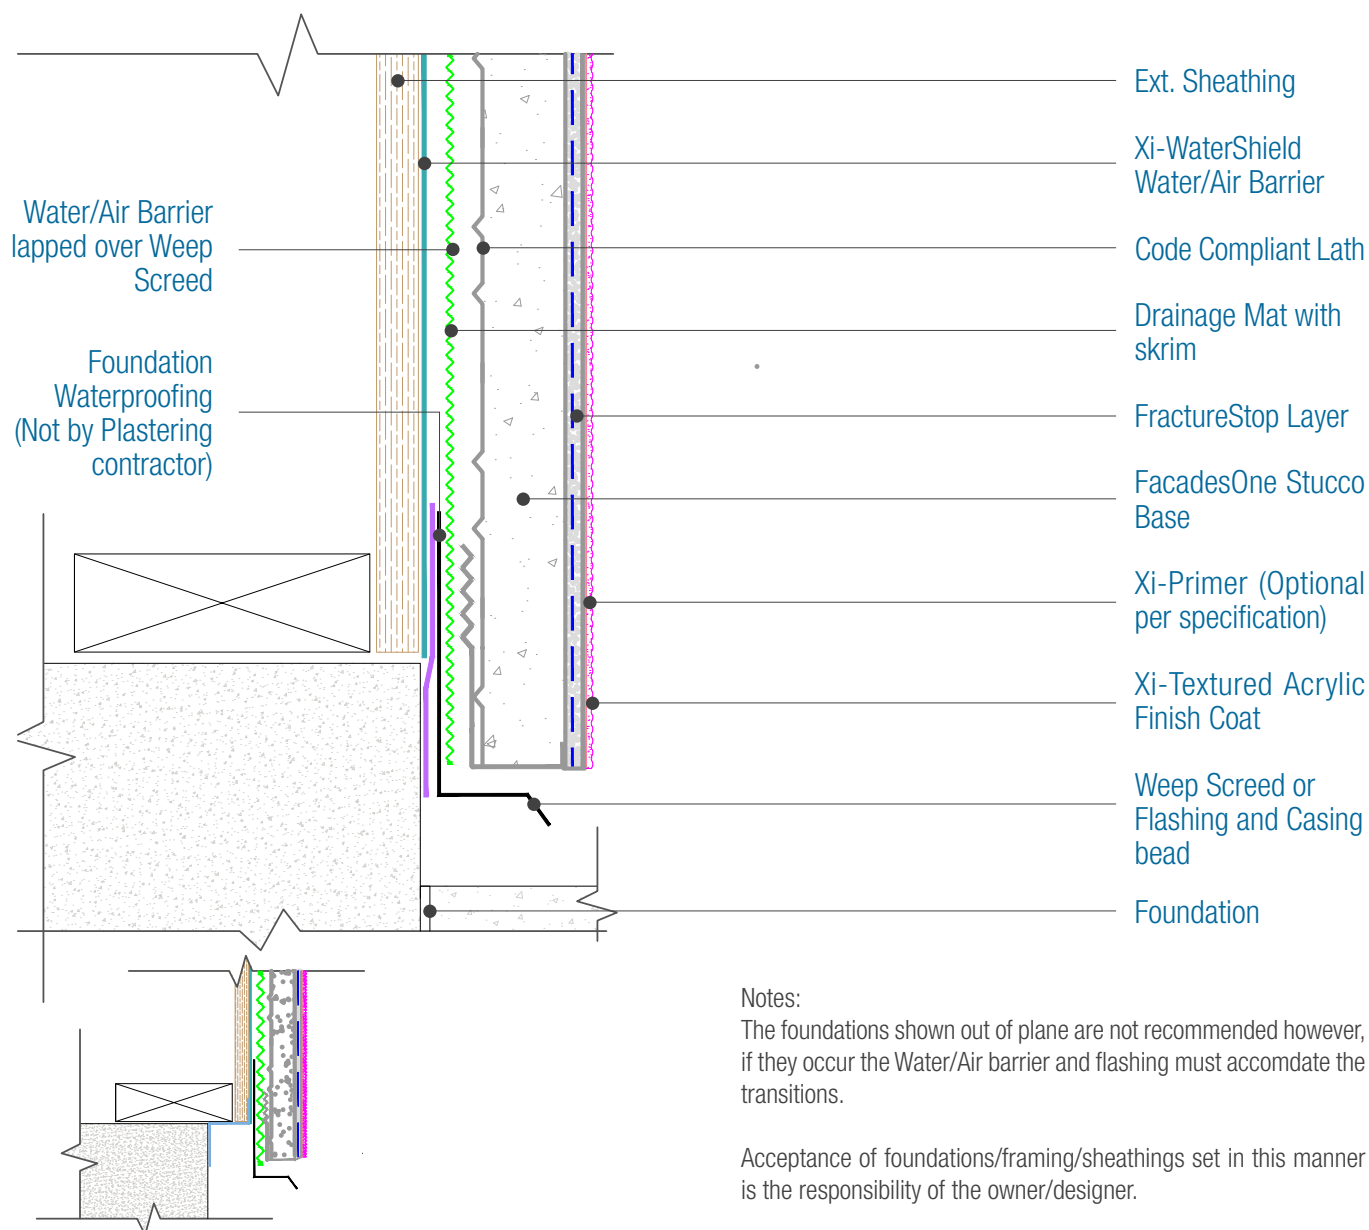 Ext. Sheathing
Xi-WaterShield
Water/Air Barrier
Code Compliant Lath
Drainage Mat with
skrim
FractureStop Layer
FacadesOne Stucco
Base
Xi-Primer (Optional
per specification)
Xi-Textured Acrylic
Finish Coat
Weep Screed or
Flashing and Casing
bead
Foundation
Water/Air Barrier
lapped over Weep
Screed
Foundation
Waterproofing
(Not by Plastering
contractor)
Notes:
The foundations shown out of plane are not recommended however,
if they occur the Water/Air barrier and flashing must accomdate the
transitions.
Acceptance of foundations/framing/sheathings set in this manner
is the responsibility of the owner/designer.